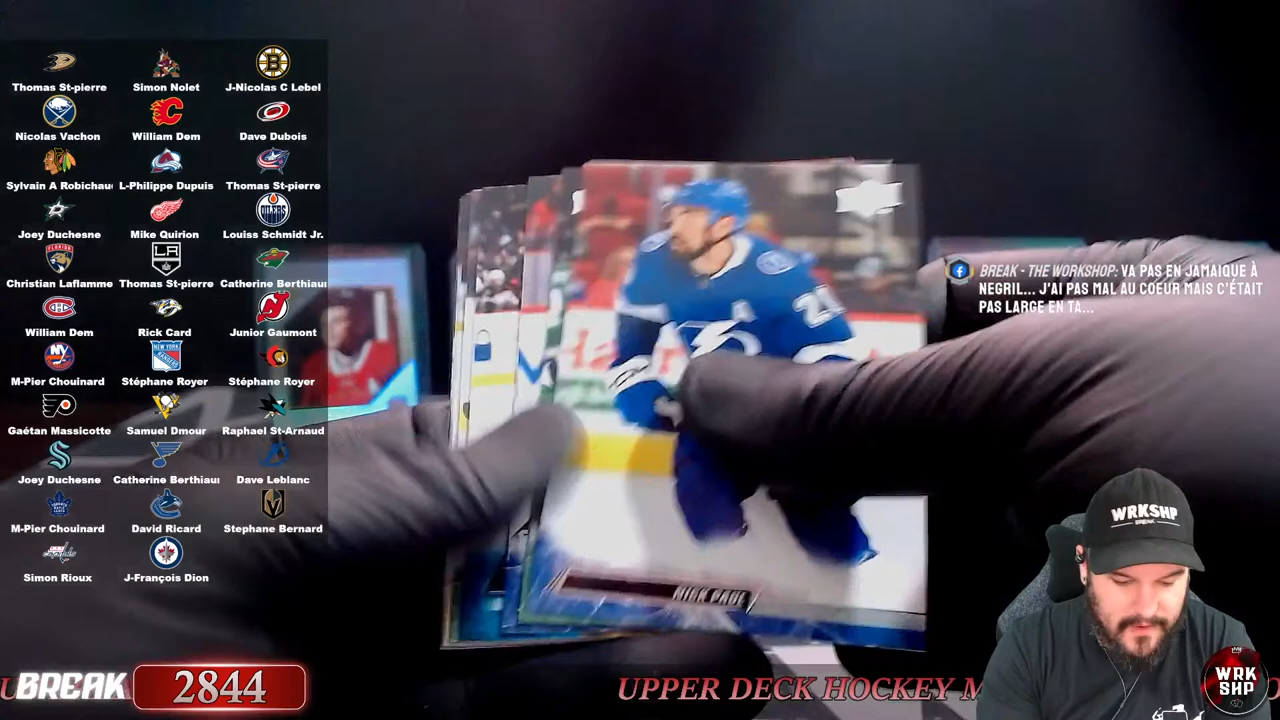 Thomas St-pierre
Simon Nolet
J-Nicolas C Lebel
Nicolas Vachon
William Dem
Dave Dubois
Sylvain A Robichau
L-Philippe Dupuis
Thomas St-pierre
Joey Duchesne
Mike Quirion
Louiss Schmidt Jr.
Christian Laflamme
Thomas St-pierre
Catherine Berthiau
William Dem
Rick Card
Junior Gaumont
M-Pier Chouinard
Stéphane Royer
Stéphane Royer
Gaétan Massicotte
Samuel Dmour
Raphael St-Arnaud
Joey Duchesne
Catherine Berthiau
Dave Leblanc
M-Pier Chouinard
David Ricard
Stephane Bernard
Simon Rioux
J-François Dion
BREAK - THE WORKSHOP: VA PAS EN JAMAIQUE À
NEGRIL... J'AI PAS MAL AU COEUR MAIS C'ÉTAIT
PAS LARGE EN TA...
NICK PAUL
WRKSHP
BREAK
BREAK 2844
UPPER DECK HOCKEY M
WRK
SHP